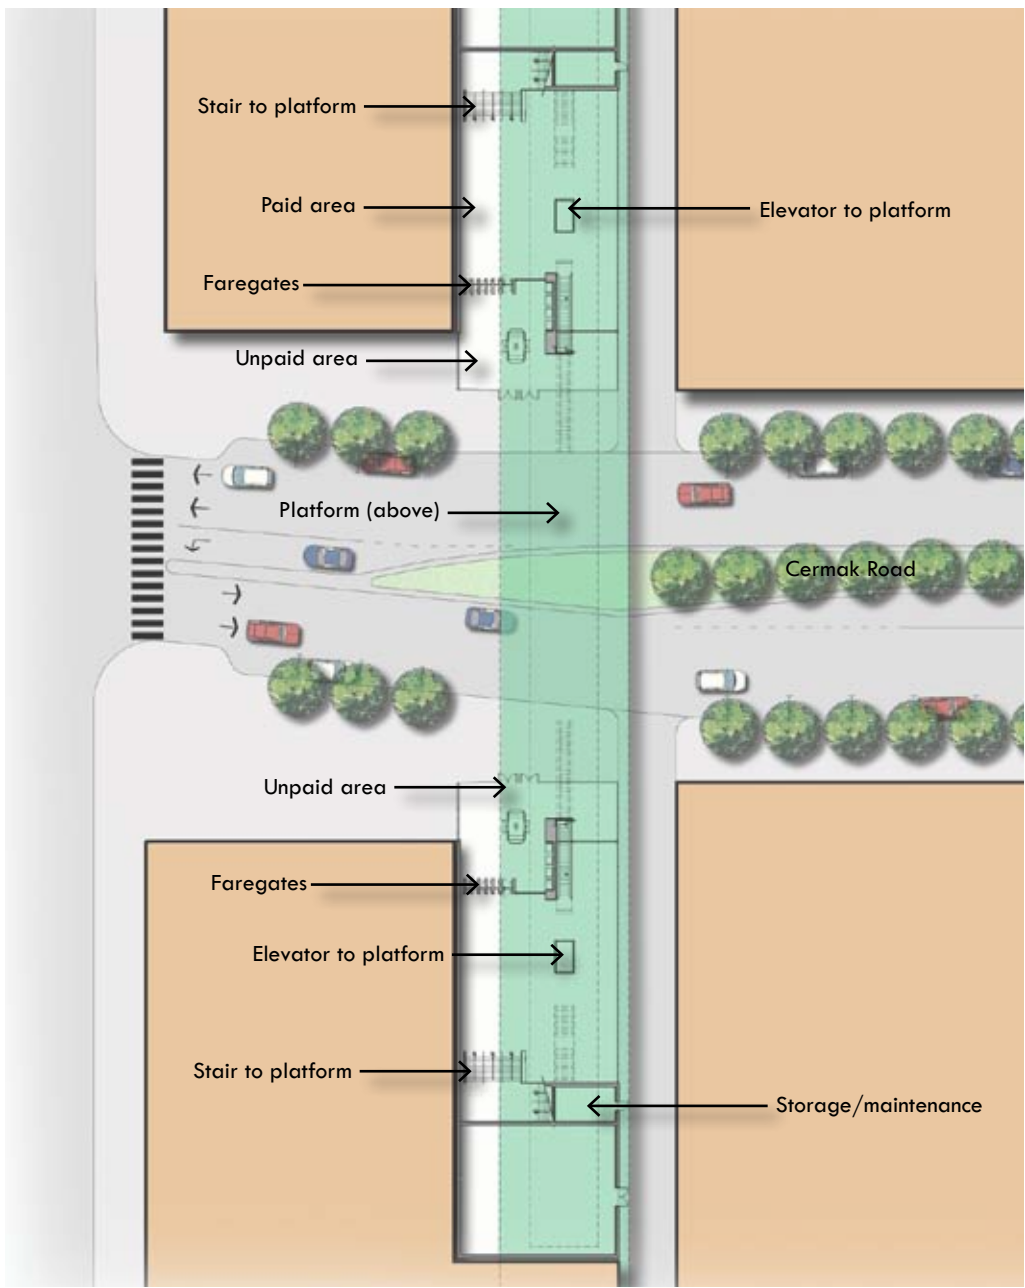 Stair to platform
Paid area
Elevator to platform
Faregates
Unpaid area
Platform (above)
Cermak Road
Unpaid area
Faregates
Elevator to platform
Stair to platform
Storage/maintenance